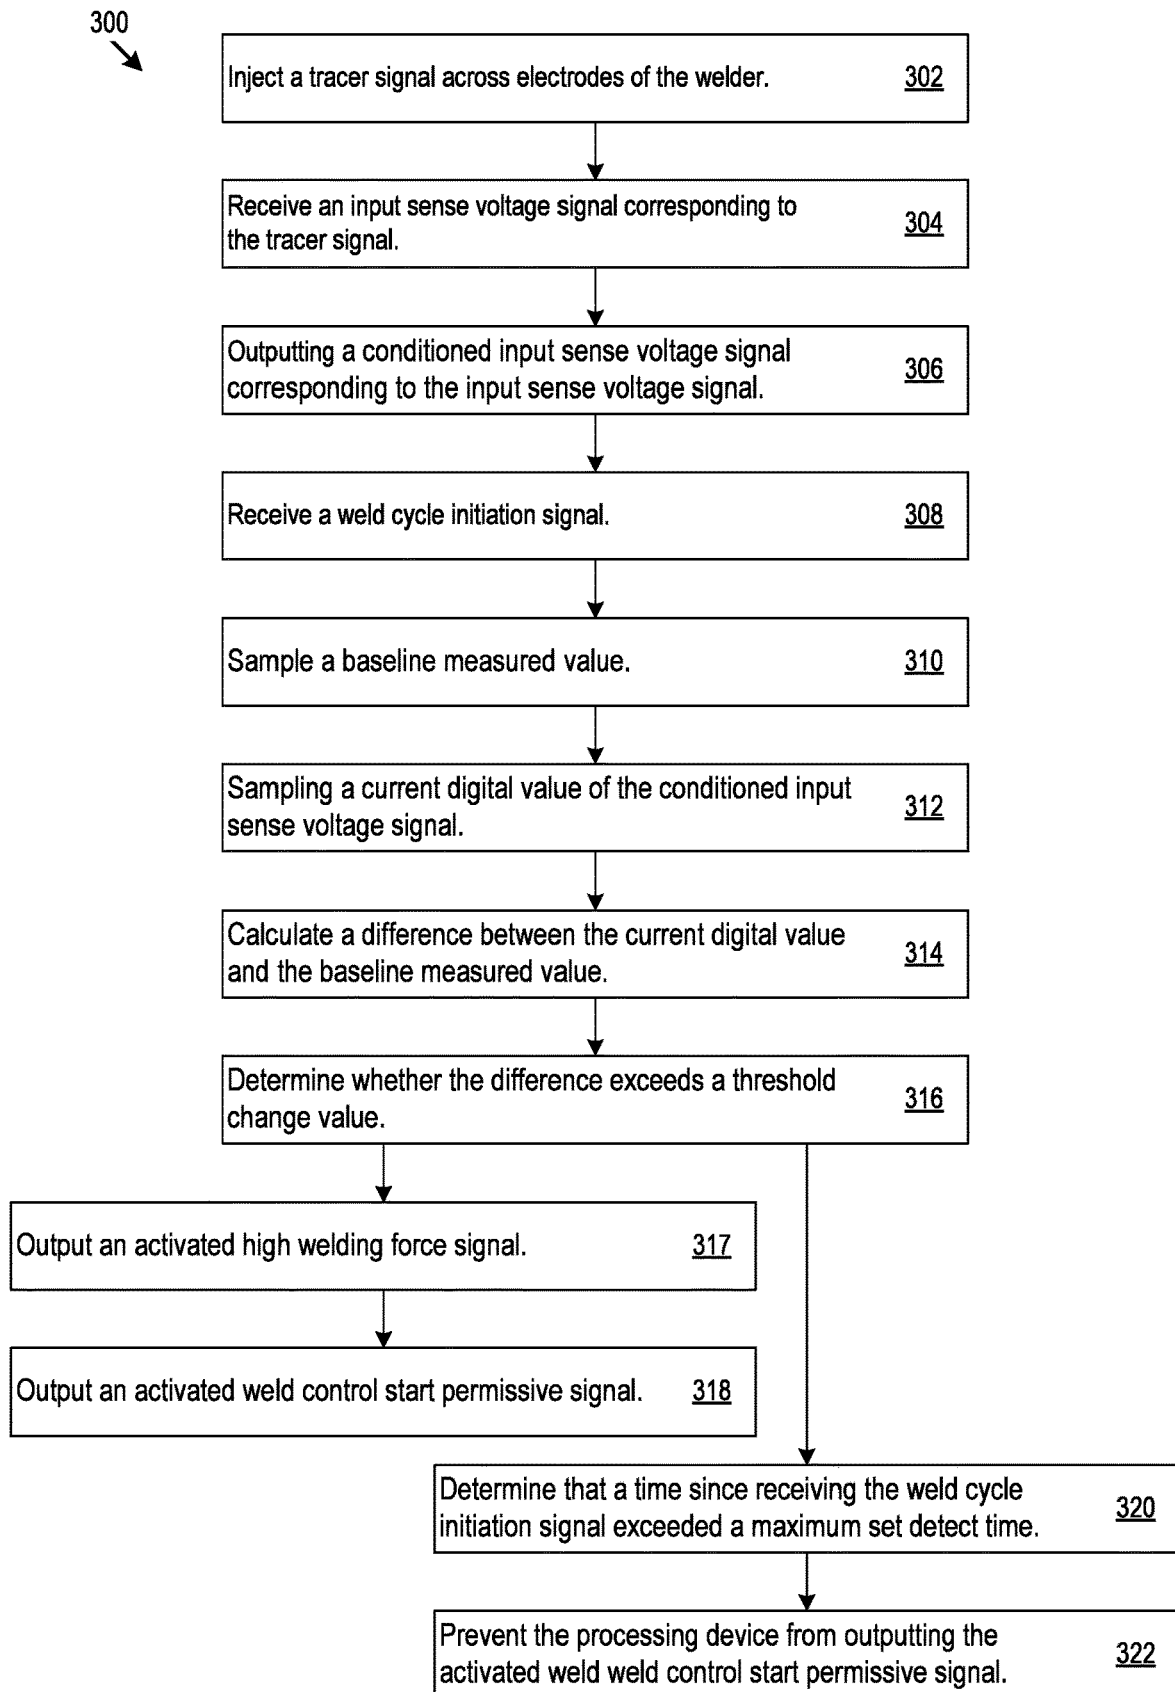 300
Inject a tracer signal across electrodes of the welder. 302
Receive an input sense voltage signal corresponding to
the tracer signal. 304
Outputting a conditioned input sense voltage signal
corresponding to the input sense voltage signal. 306
Receive a weld cycle initiation signal. 308
Sample a baseline measured value. 310
Sampling a current digital value of the conditioned input
sense voltage signal. 312
Calculate a difference between the current digital value
and the baseline measured value. 314
Determine whether the difference exceeds a threshold
change value. 316
Output an activated high welding force signal. 317
Output an activated weld control start permissive signal. 318
Determine that a time since receiving the weld cycle
initiation signal exceeded a maximum set detect time. 320
Prevent the processing device from outputting the
activated weld weld control start permissive signal. 322